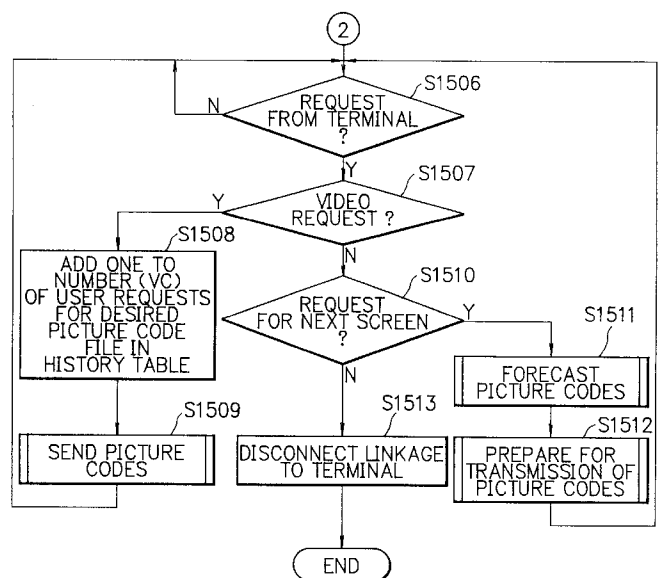 2
S1506
REQUEST
FROM TERMINAL
?
N
Y
S1507
VIDEO
REQUEST ?
Y
N
S1508
ADD ONE TO
NUMBER (VC)
OF USER REQUESTS
FOR DESIRED
PICTURE CODE
FILE IN
HISTORY TABLE
S1510
REQUEST
FOR NEXT SCREEN
?
Y
N
S1511
FORECAST
PICTURE CODES
S1509
SEND PICTURE
CODES
S1513
DISCONNECT LINKAGE
TO TERMINAL
S1512
PREPARE FOR
TRANSMISSION OF
PICTURE CODES
END